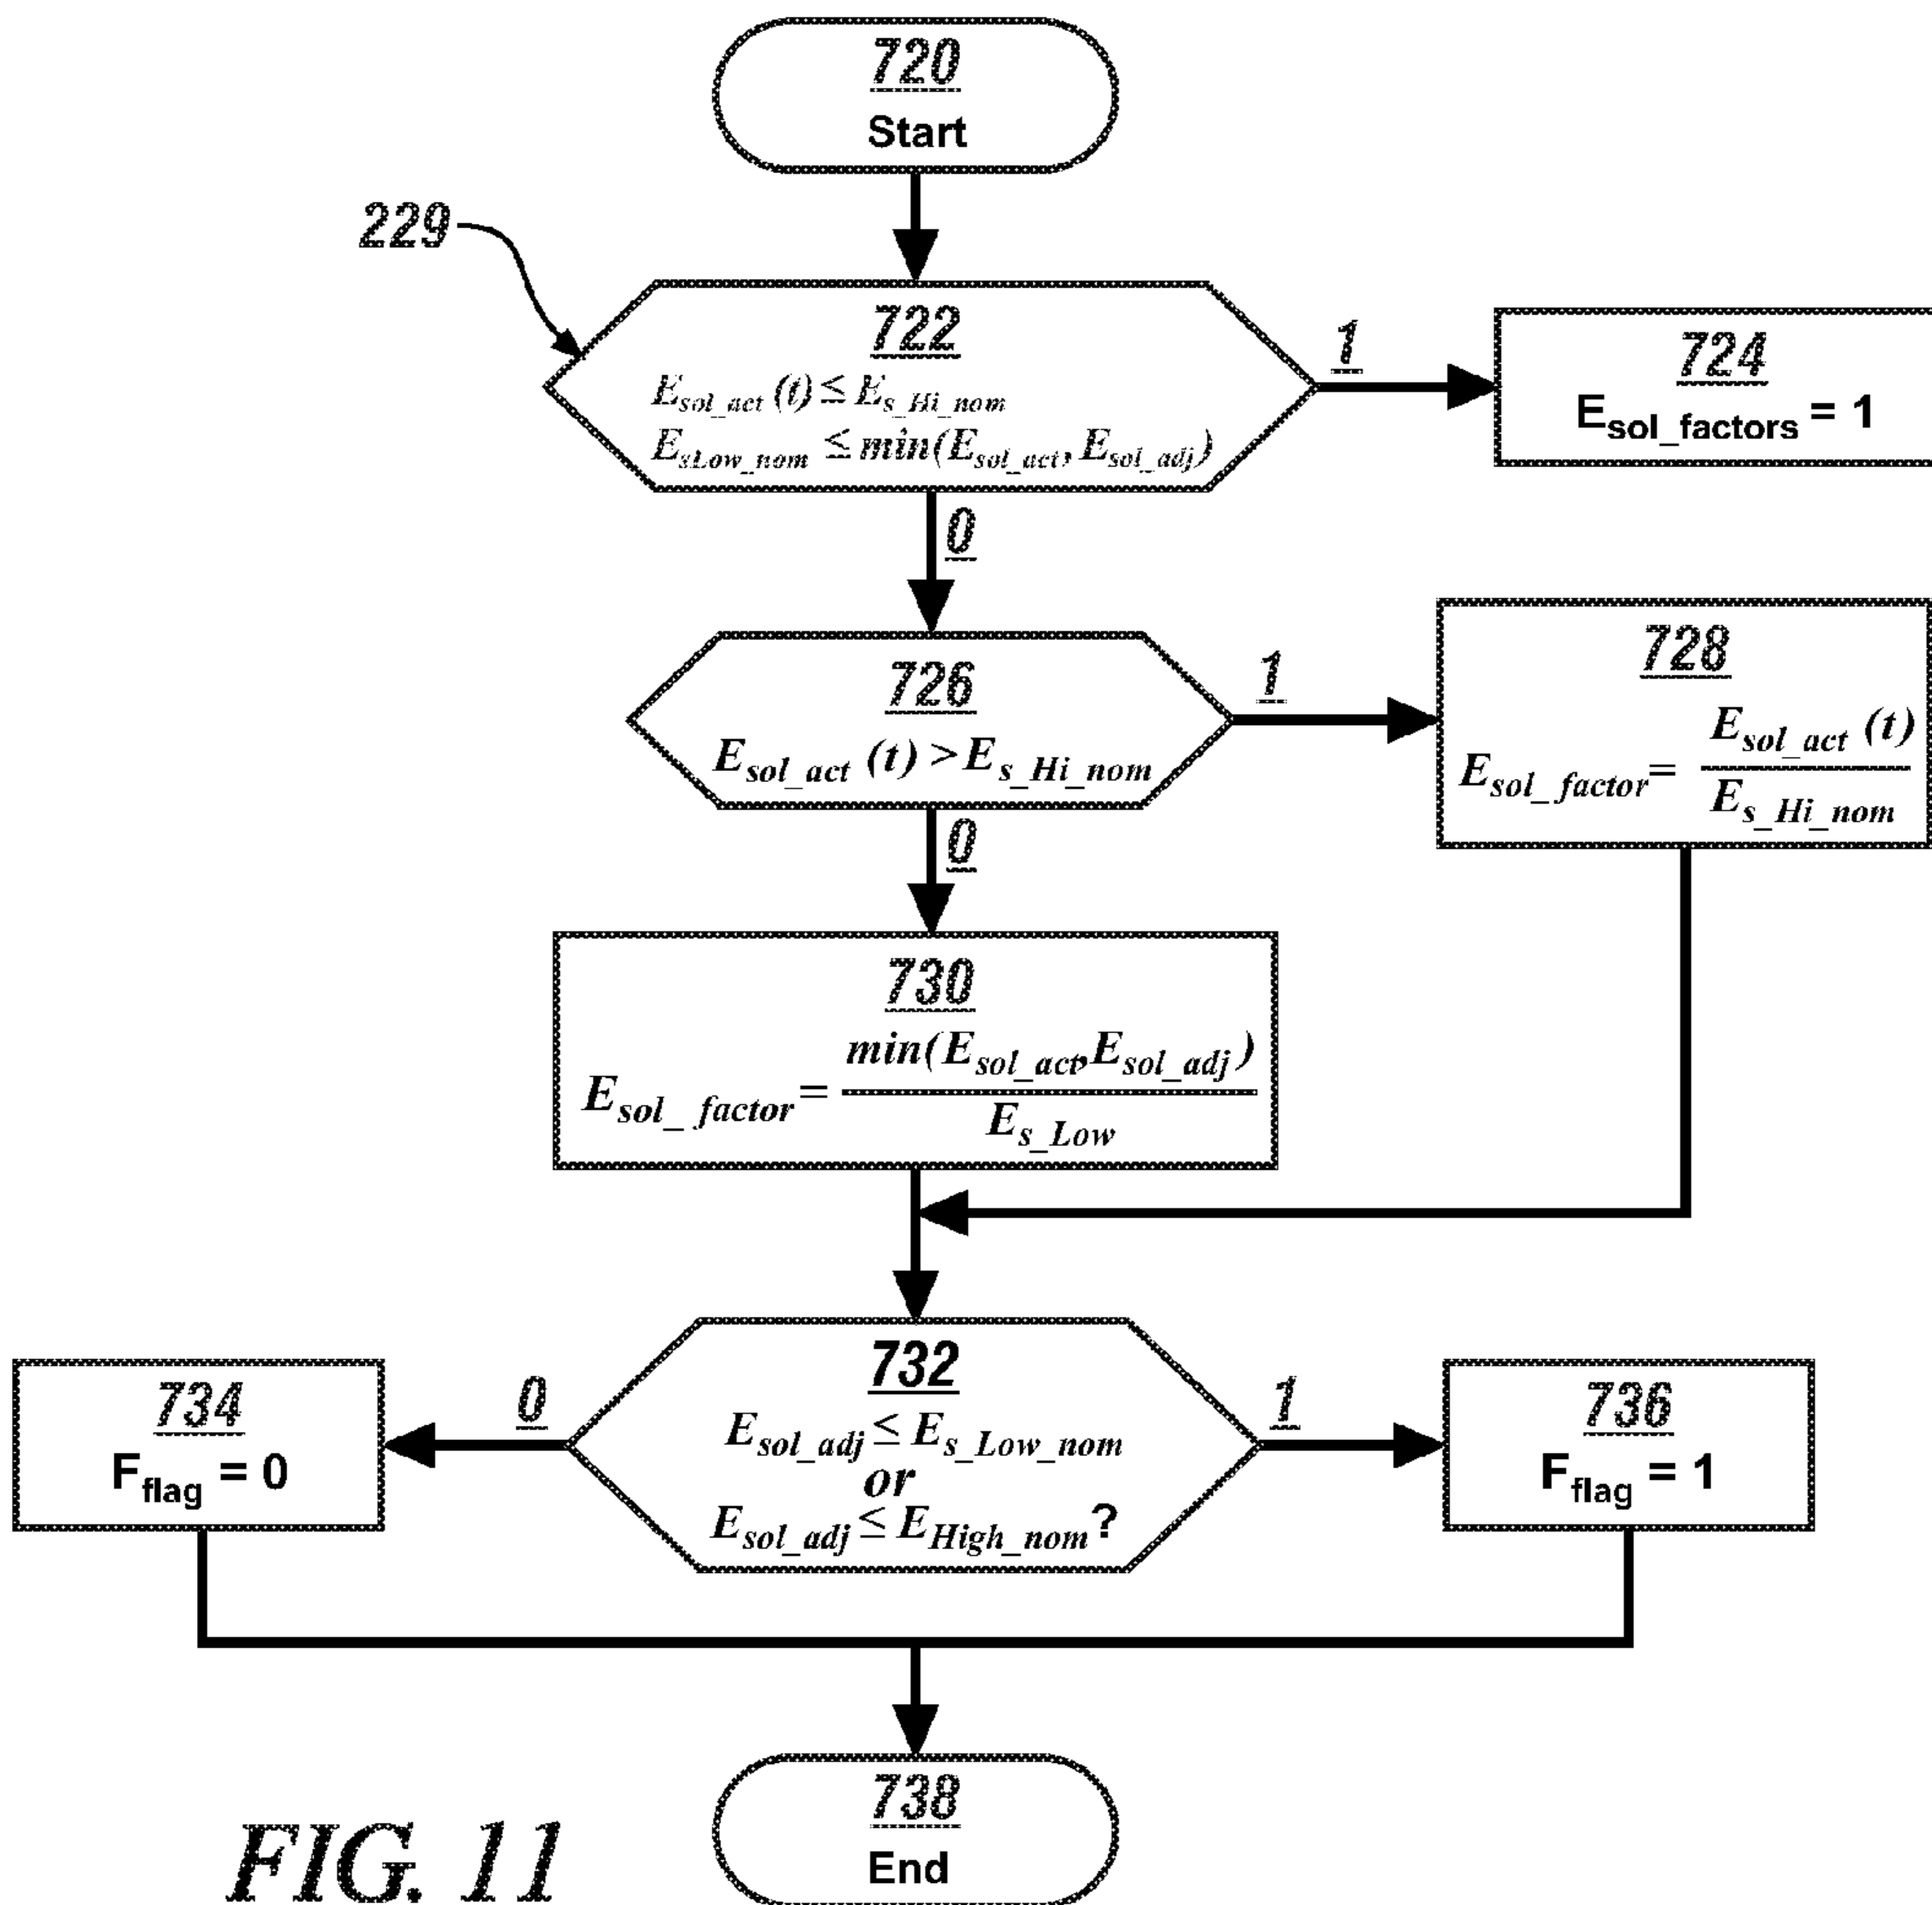 720
Start
229
722
E_sol_act (t) ≤ E_s_Hi_nom
E_sLow_nom ≤ min(E_sol_act, E_sol_adj)
1
724
E_sol_factors = 1
0
726
E_sol_act (t) > E_s_Hi_nom
1
728
E_sol_factor = E_sol_act (t) / E_s_Hi_nom
0
730
E_sol_factor = min(E_sol_act, E_sol_adj) / E_s_Low
732
E_sol_adj ≤ E_s_Low_nom
or
E_sol_adj ≤ E_High_nom ?
0
734
F_flag = 0
1
736
F_flag = 1
738
End
FIG. 11